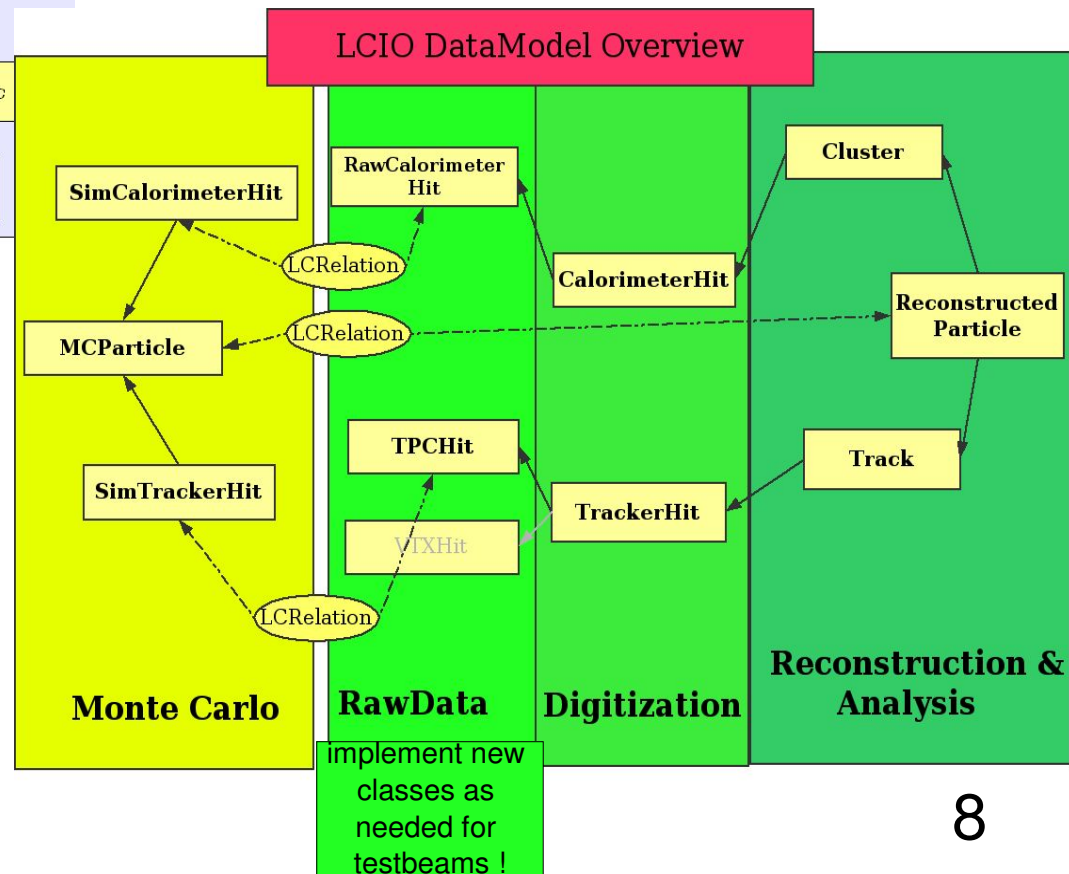 LCIO DataModel Overview
c
SimCalorimeterHit
RawCalorimeter
Hit
Cluster
LCRelation
CalorimeterHit
Reconstructed
Particle
MCParticle
LCRelation
TPCHit
Track
SimTrackerHit
TrackerHit
VTXHit
LCRelation
Monte Carlo
RawData
Digitization
Reconstruction &
Analysis
implement new
classes as
needed for
testbeams !
8